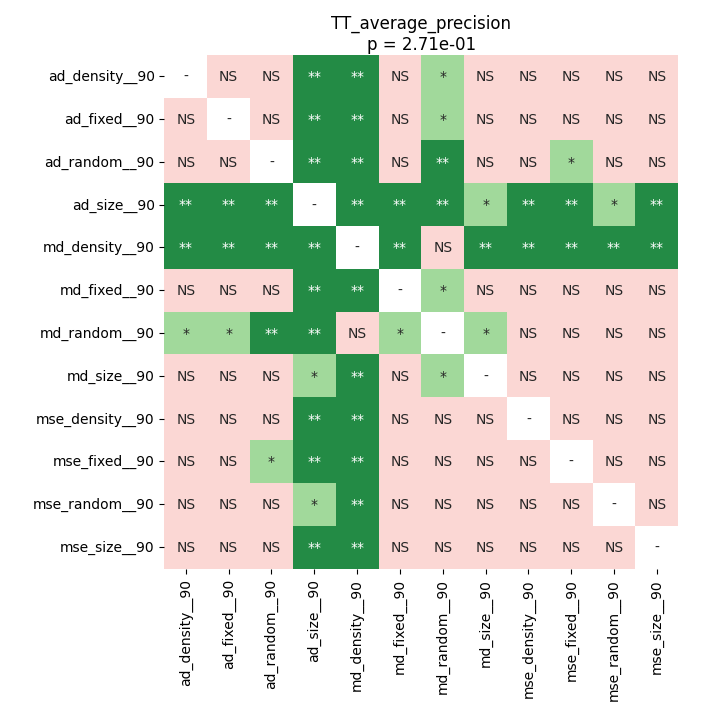 TT_average_precision
p = 2.71e-01
ad_density__90 - NS NS ** ** NS * NS NS NS NS NS
ad_fixed__90 NS - NS ** ** NS * NS NS NS NS NS
ad_random__90 NS NS - ** ** NS ** NS NS * NS NS
ad_size__90 ** ** ** - ** ** ** * ** ** * **
md_density__90 ** ** ** ** - ** NS ** ** ** ** **
md_fixed__90 NS NS NS ** ** - * NS NS NS NS NS
md_random__90 * * ** ** NS * - * NS NS NS NS
md_size__90 NS NS NS * ** NS * - NS NS NS NS
mse_density__90 NS NS NS ** ** NS NS NS - NS NS NS
mse_fixed__90 NS NS * ** ** NS NS NS NS - NS NS
mse_random__90 NS NS NS * ** NS NS NS NS NS - NS
mse_size__90 NS NS NS ** ** NS NS NS NS NS NS -
ad_density__90
ad_fixed__90
ad_random__90
ad_size__90
md_density__90
md_fixed__90
md_random__90
md_size__90
mse_density__90
mse_fixed__90
mse_random__90
mse_size__90